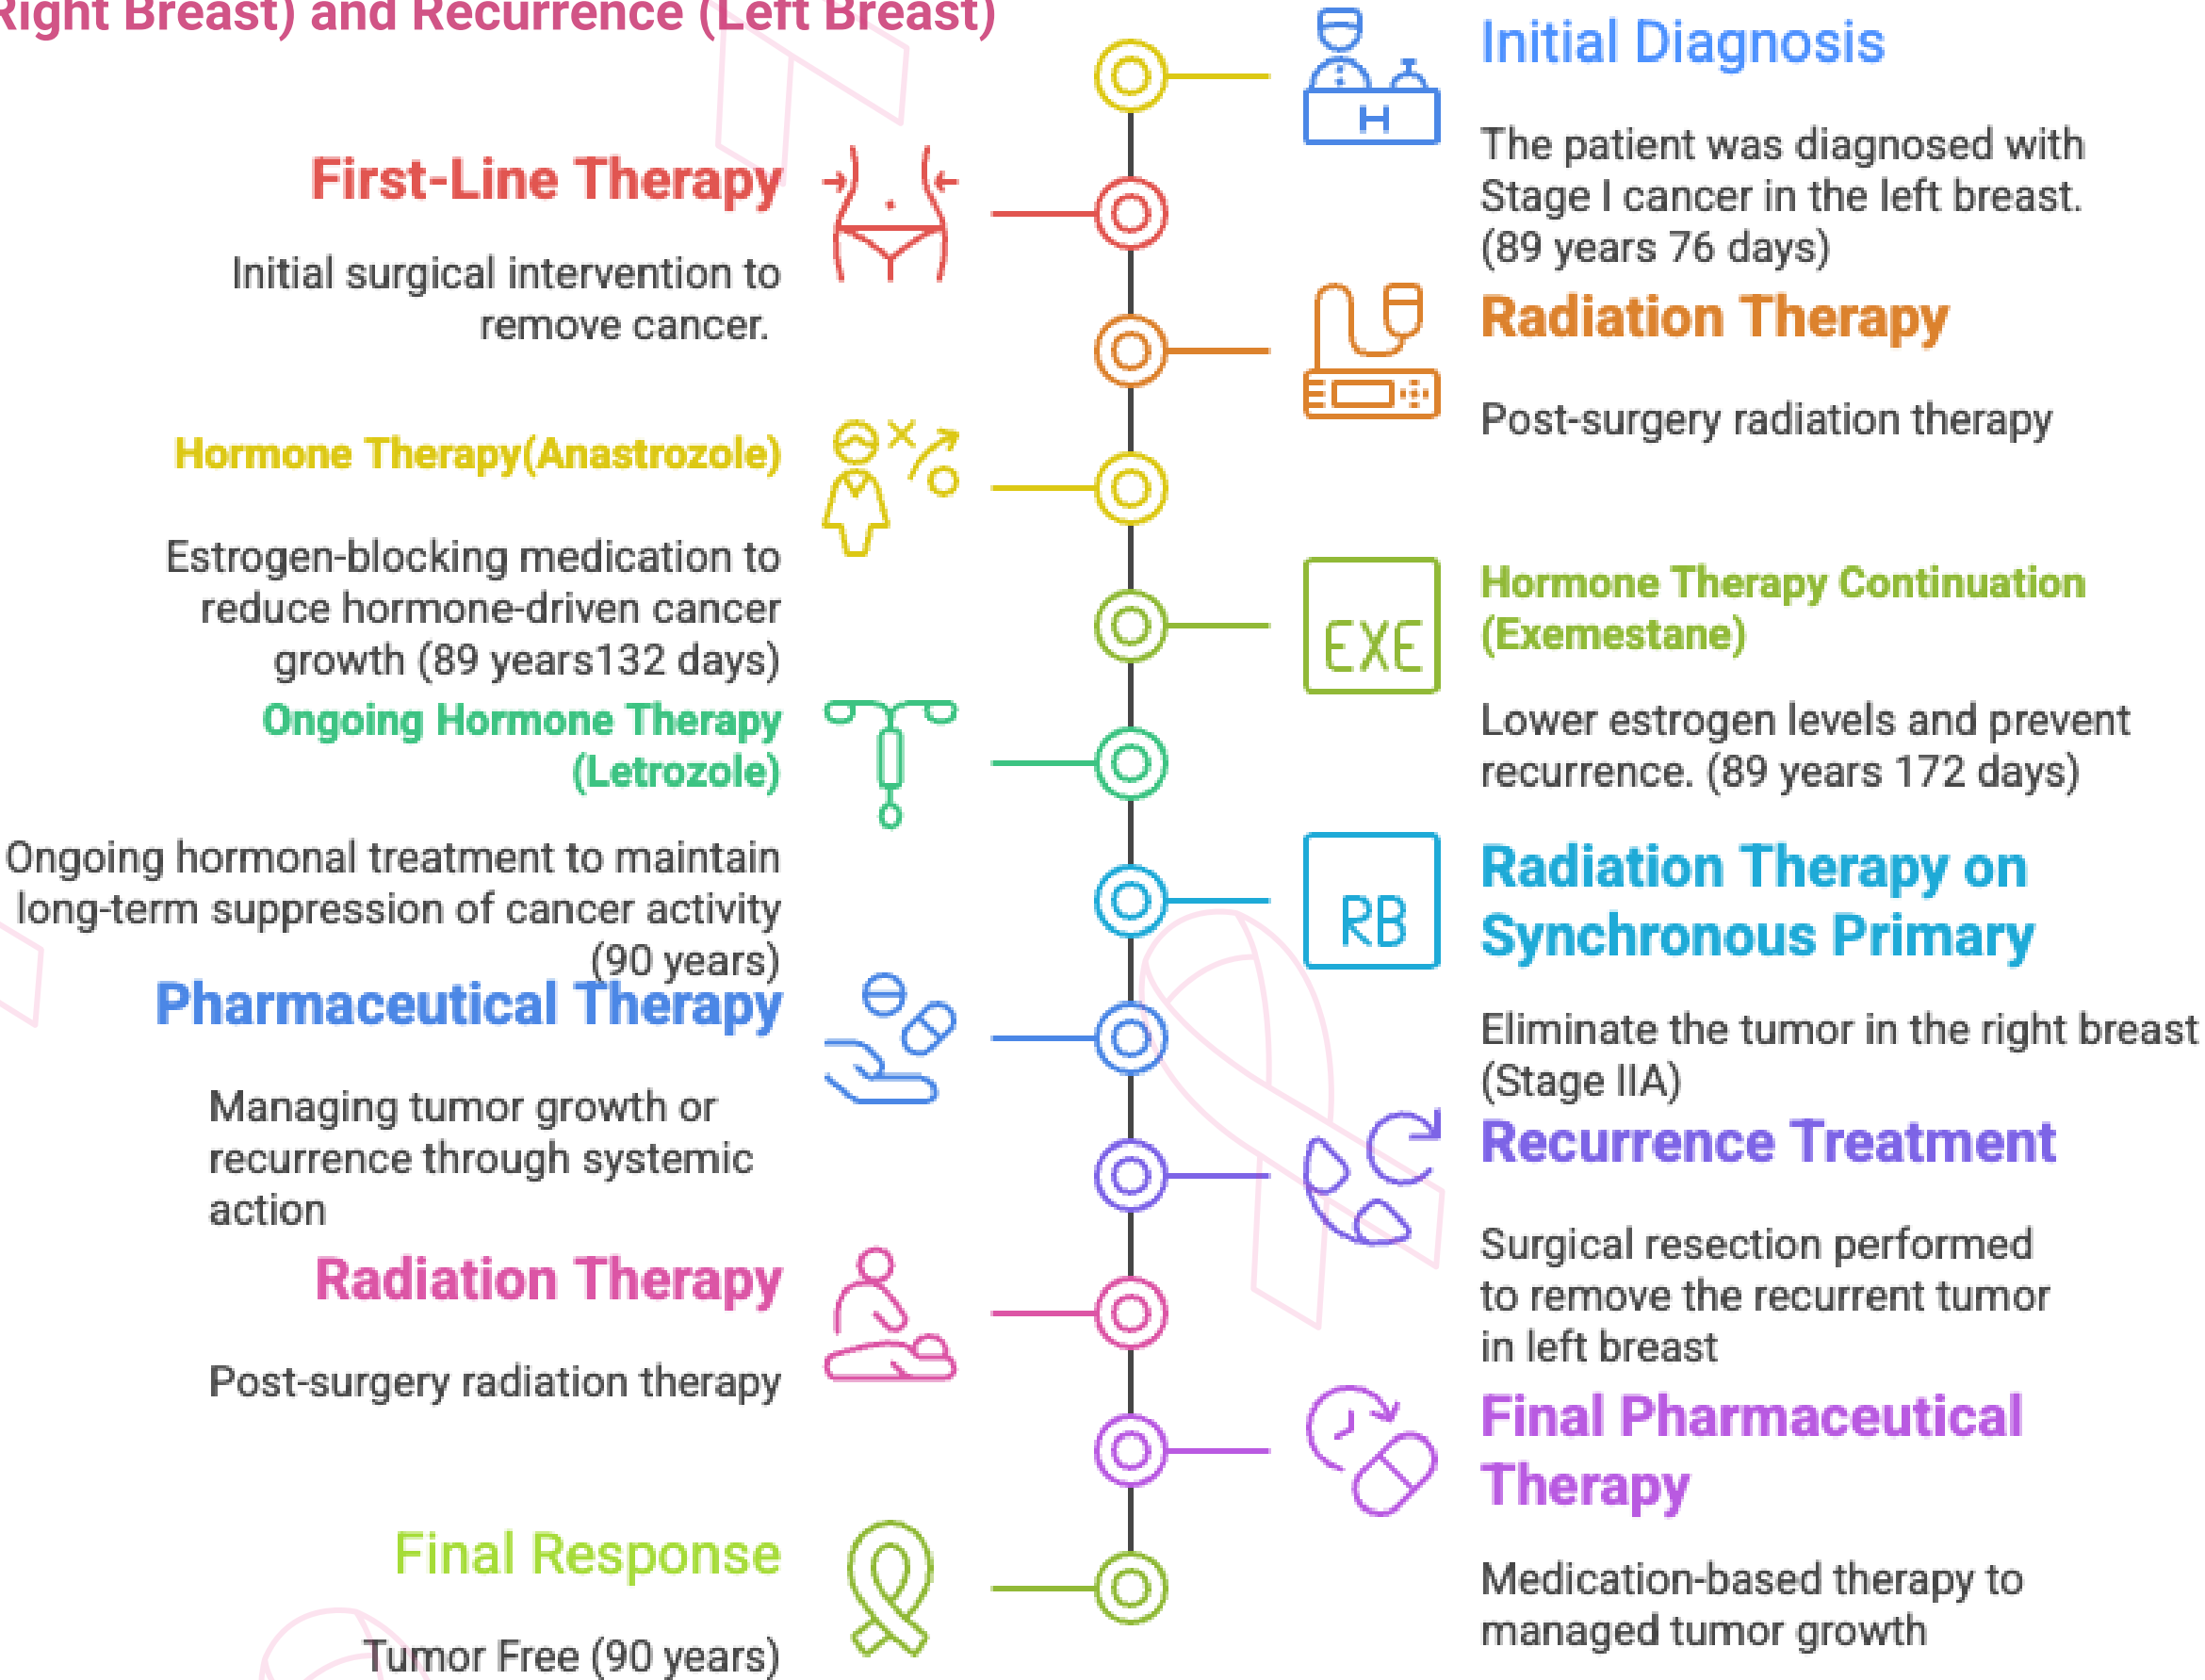 Right Breast) and Recurrence (Left Breast)
Initial Diagnosis
The patient was diagnosed with
Stage I cancer in the left breast.
(89 years 76 days)
First-Line Therapy
Initial surgical intervention to
remove cancer.
H
Radiation Therapy
Post-surgery radiation therapy
Hormone Therapy(Anastrozole)
Estrogen-blocking medication to
reduce hormone-driven cancer
growth (89 years132 days)
EXE
Hormone Therapy Continuation
(Exemestane)
Lower estrogen levels and prevent
recurrence. (89 years 172 days)
Ongoing Hormone Therapy
(Letrozole)
Ongoing hormonal treatment to maintain
long-term suppression of cancer activity
(90 years)
RB
Radiation Therapy on
Synchronous Primary
Eliminate the tumor in the right breast
(Stage IIA)
Pharmaceutical Therapy
Managing tumor growth or
recurrence through systemic
action
Recurrence Treatment
Surgical resection performed
to remove the recurrent tumor
in left breast
Radiation Therapy
Post-surgery radiation therapy
Final Pharmaceutical
Therapy
Medication-based therapy to
managed tumor growth
Final Response
Tumor Free (90 years)